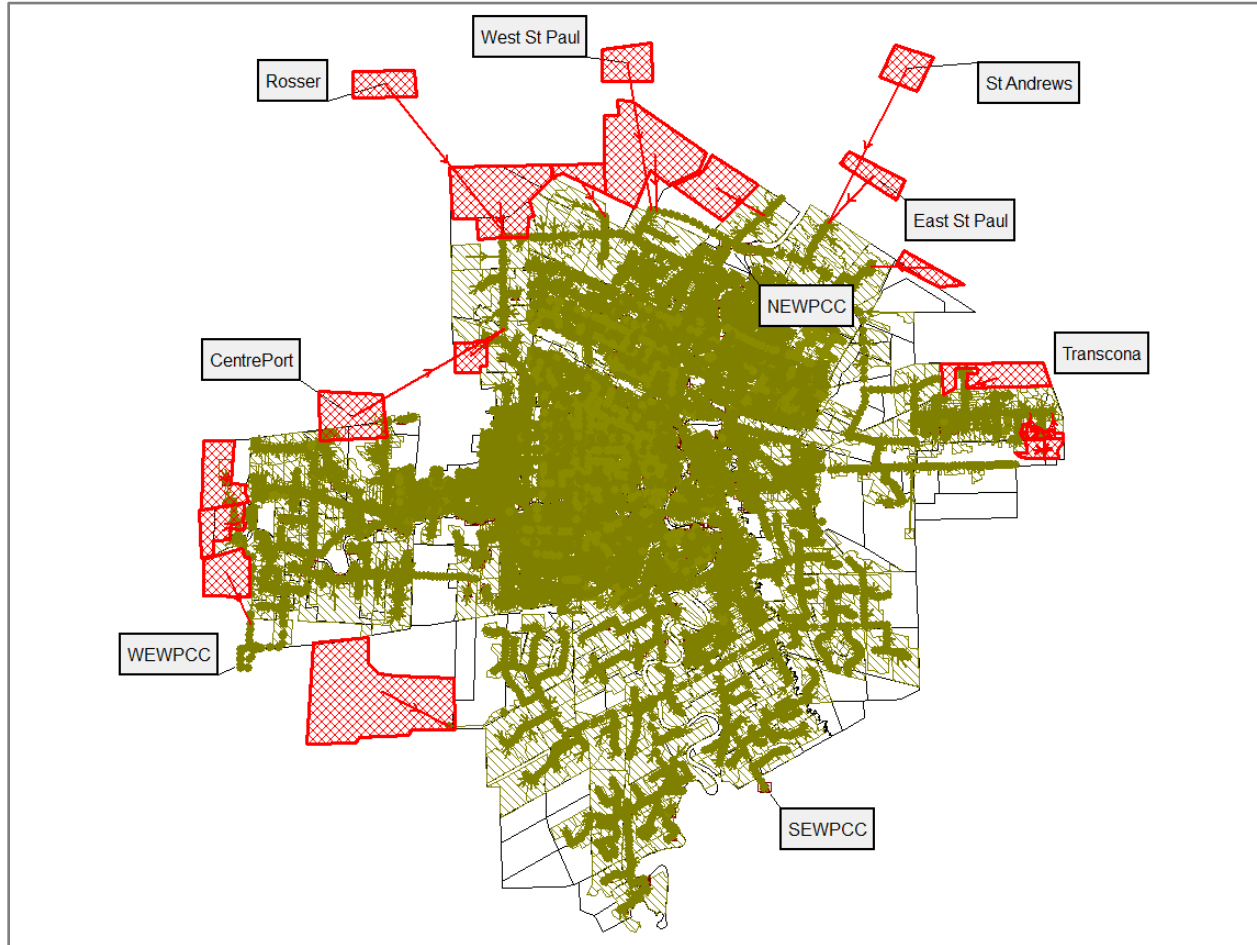 West St Paul
Rosser
St Andrews
East St Paul
NEWPCC
CentrePort
Transcona
WEWPCC
SEWPCC